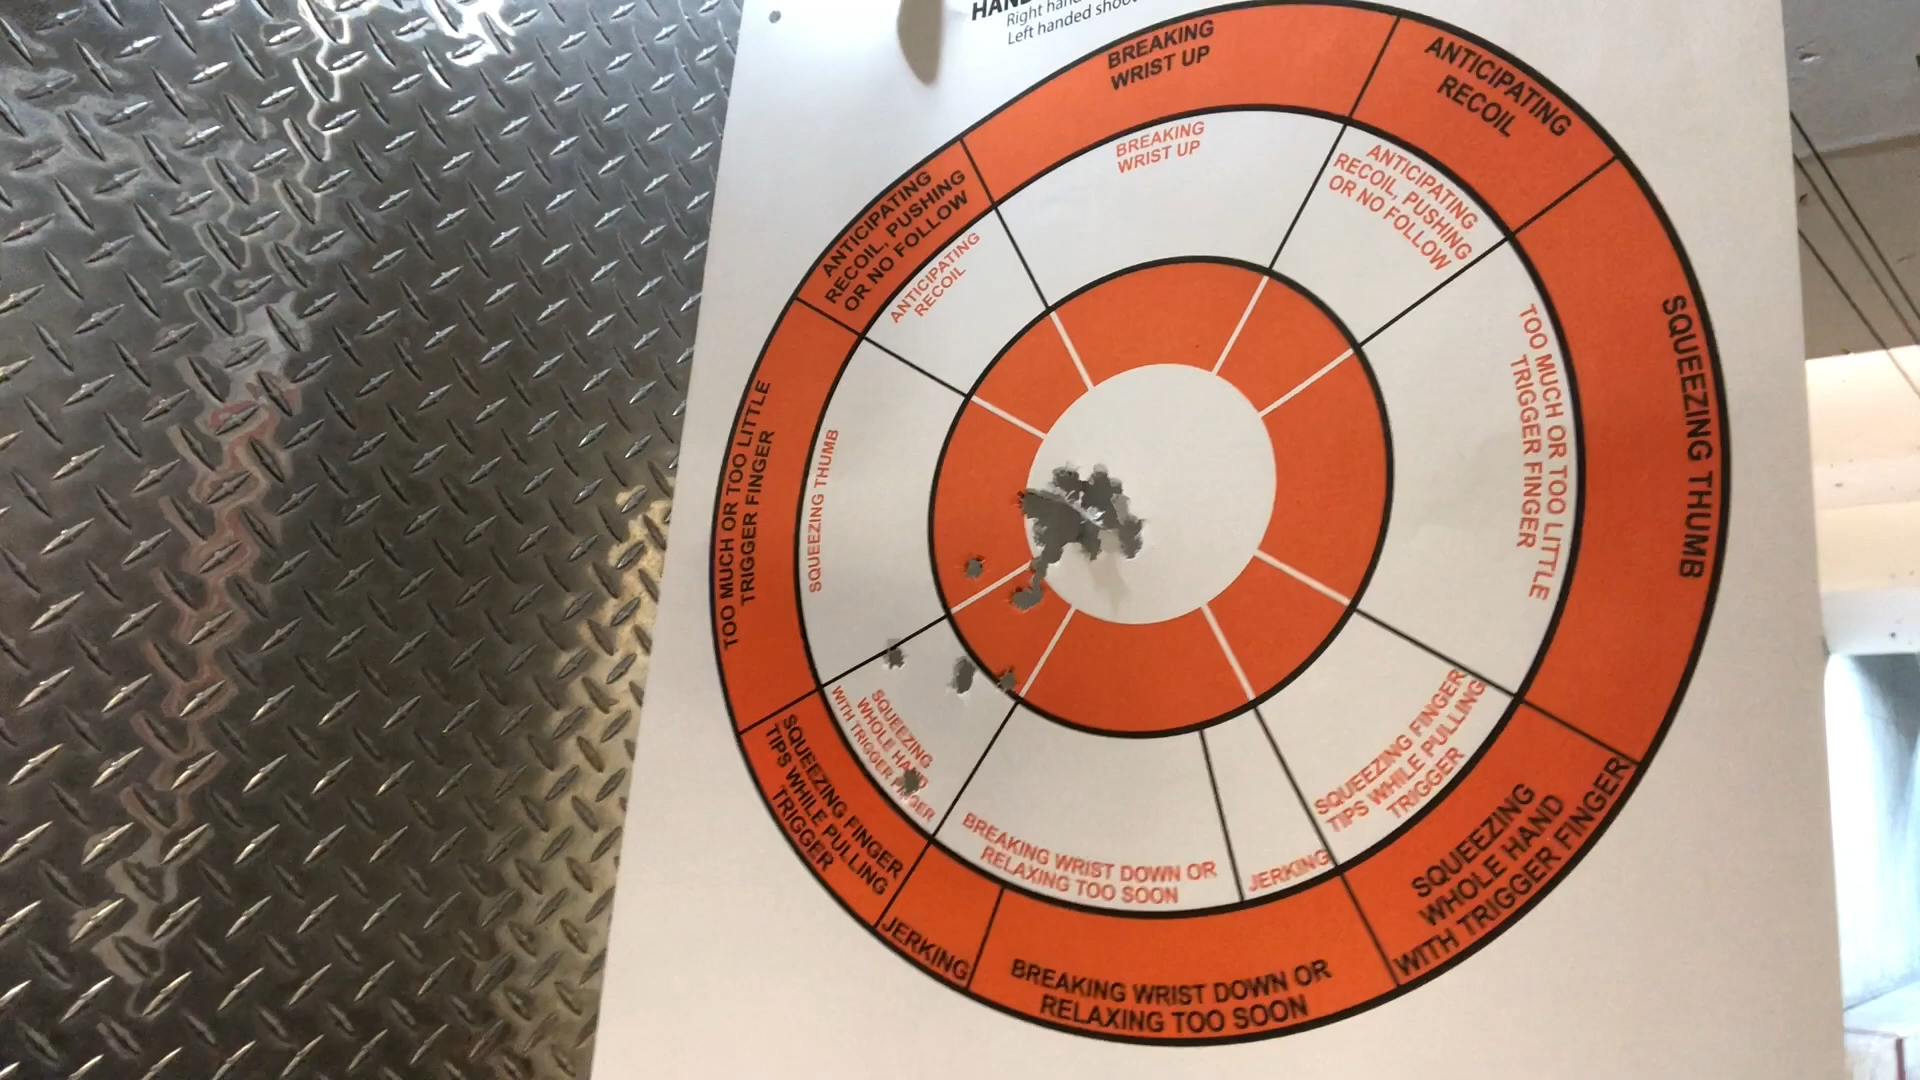 Right hand
Left handed shoo
BREAKING
WRIST UP
ANTICIPATING
RECOIL
BREAKING
WRIST UP
ANTICIPATING
RECOIL, PUSHING
OR NO FOLLOW
ANTICIPATING
RECOIL, PUSHING
OR NO FOLLOW
ANTICIPATING
RECOIL
SQUEEZING THUMB
TOO MUCH OR TOO LITTLE
TRIGGER FINGER
TOO MUCH OR TOO LITTLE
TRIGGER FINGER
SQUEEZING THUMB
SQUEEZING
WHOLE HAND
WITH TRIGGER FINGER
SQUEEZING FINGER
TIPS WHILE PULLING
TRIGGER
SQUEEZING FINGER
TIPS WHILE PULLING
TRIGGER
SQUEEZING
WHOLE HAND
WITH TRIGGER FINGER
BREAKING WRIST DOWN OR
RELAXING TOO SOON
JERKING
JERKING
BREAKING WRIST DOWN OR
RELAXING TOO SOON